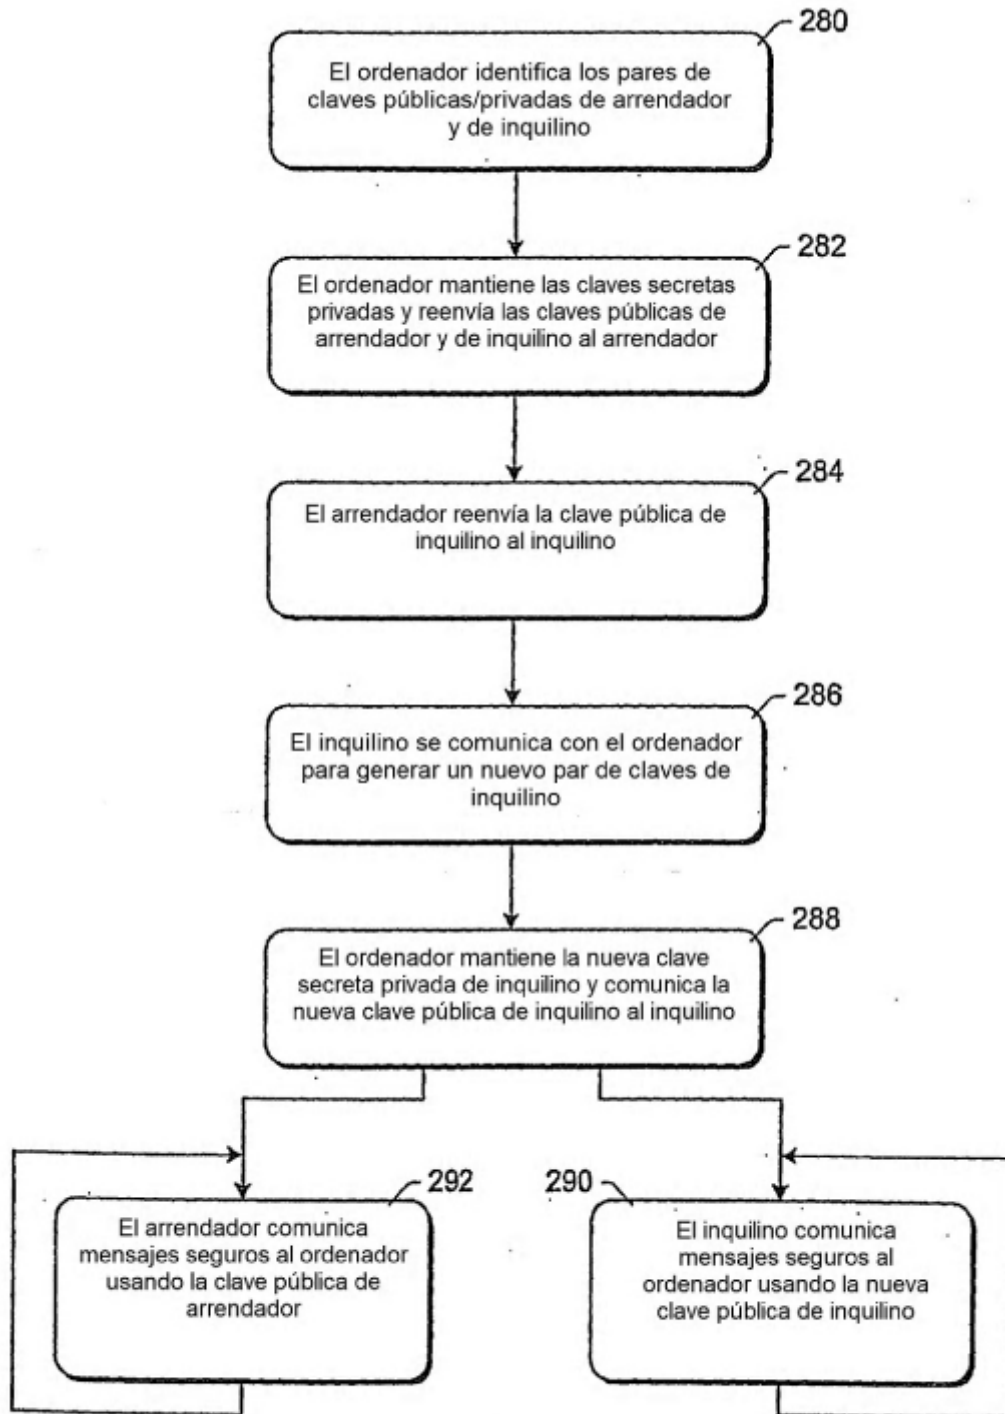 280
El ordenador identifica los pares de
claves públicas/privadas de arrendador
y de inquilino
282
El ordenador mantiene las claves secretas
privadas y reenvía las claves públicas de
arrendador y de inquilino al arrendador
284
El arrendador reenvía la clave pública de
inquilino al inquilino
286
El inquilino se comunica con el ordenador
para generar un nuevo par de claves de
inquilino
288
El ordenador mantiene la nueva clave
secreta privada de inquilino y comunica la
nueva clave pública de inquilino al inquilino
292
El arrendador comunica
mensajes seguros al ordenador
usando la clave pública de
arrendador
290
El inquilino comunica
mensajes seguros al
ordenador usando la nueva
clave pública de inquilino